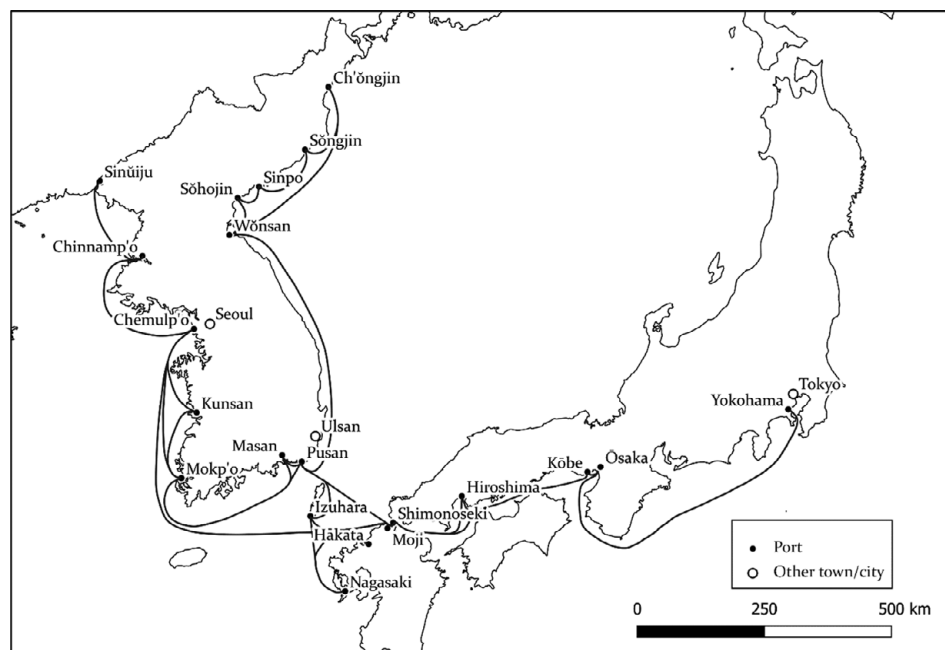 Ch'ŏngjin
Sŏngjin
Sinŭiju
Sinpo
Sŏhojin
Wŏnsan
Chinnamp'o
Seoul
Chemulp'o
Tokyo
Yokohama
Kunsan
Ulsan
Masan
Pusan
Mokp'o
Kōbe
Ōsaka
Hiroshima
Izuhara
Shimonoseki
Hākata
Moji
Nagasaki
Port
Other town/city
0 250 500 km